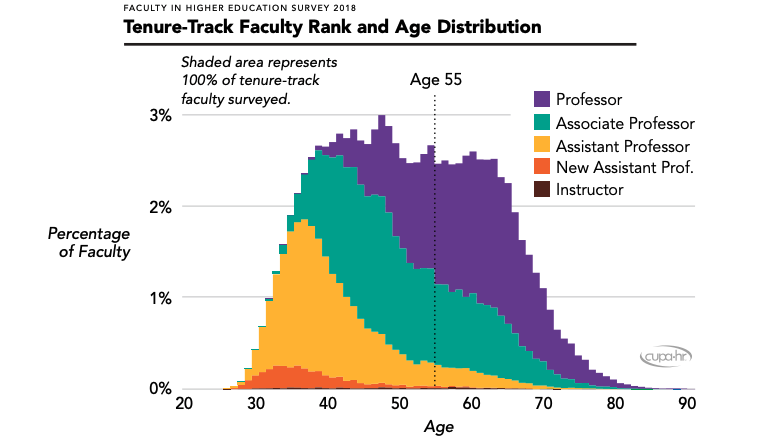 FACULTY IN HIGHER EDUCATION SURVEY 2018
Tenure-Track Faculty Rank and Age Distribution
Shaded area represents
100% of tenure-track
faculty surveyed.
Age 55
Professor
Associate Professor
Assistant Professor
New Assistant Prof.
Instructor
3%
2%
Percentage
of Faculty
1%
0%
cupa-hr
20 30 40 50 60 70 80 90
Age